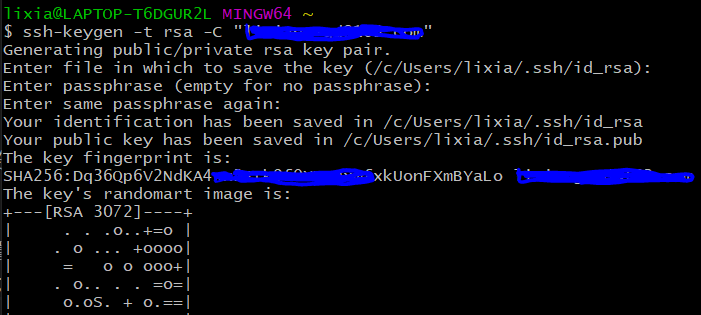 lixia@LAPTOP-T6DGUR2L MINGW64 ~
$ ssh-keygen -t rsa -C "
Generating public/private rsa key pair.
Enter file in which to save the key (/c/Users/lixia/.ssh/id_rsa):
Enter passphrase (empty for no passphrase):
Enter same passphrase again:
Your identification has been saved in /c/Users/lixia/.ssh/id_rsa
Your public key has been saved in /c/Users/lixia/.ssh/id_rsa.pub
The key fingerprint is:
SHA256:Dq36Qp6V2NdKA4 xkUonFXmBYaLo
The key's randomart image is:
+---[RSA 3072]----+
|      . . .o..+=o |
|     . o ... +oooo|
|      =   o o ooo+|
|     . o.. . . =o=|
|      o.oS. + o.==|